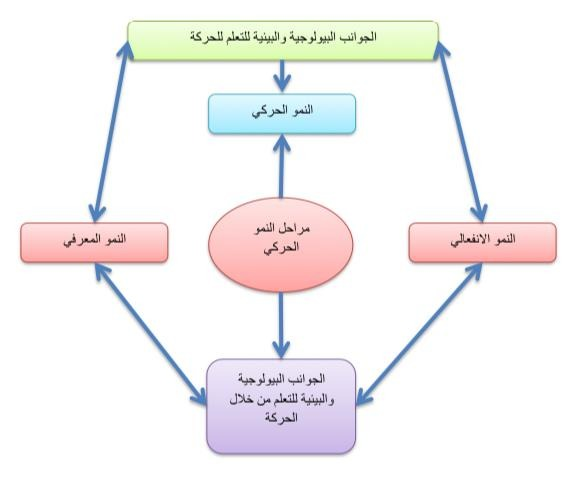 الجوانب البيولوجية والبيئية للتعلم للحركة
النمو الحركي
مراحل النمو
الحركي
النمو الانفعالي
النمو المعرفي
الجوانب البيولوجية
والبيئية للتعلم من خلال
الحركة